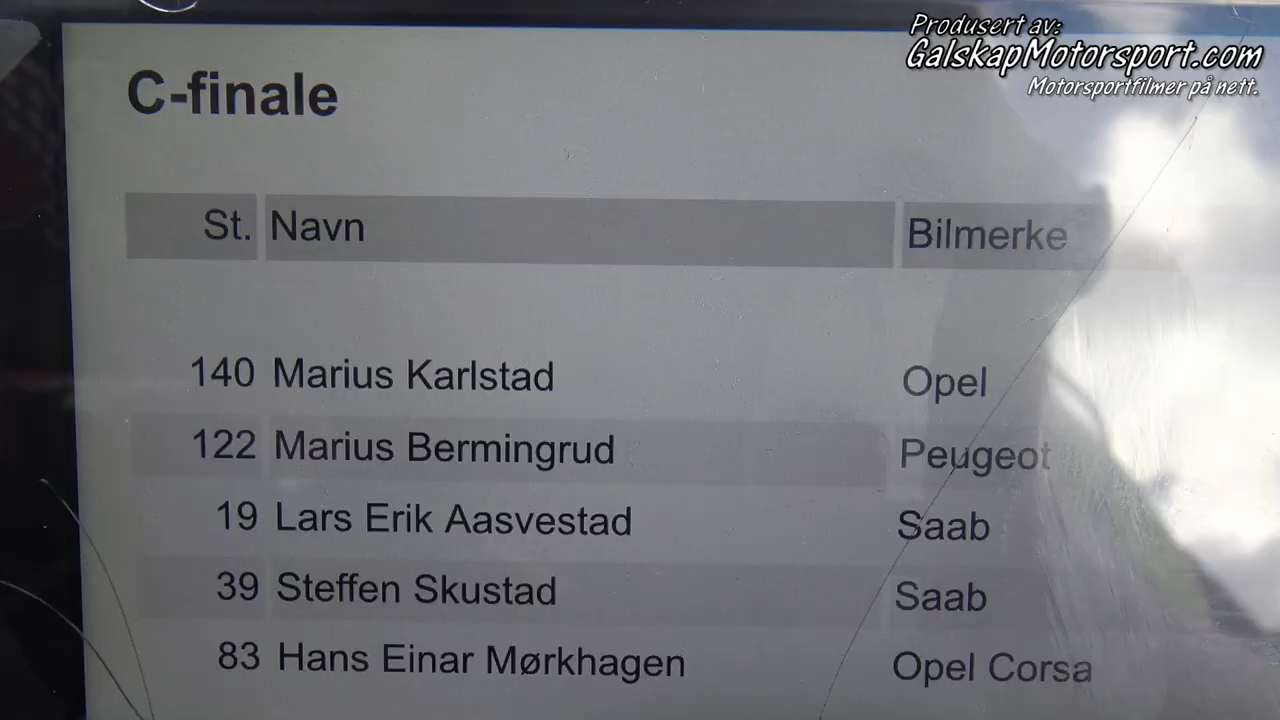 Produsert av:
GalskapMotorsport.com
Motorsportfilmer på nett.
C-finale
St. Navn Bilmerke
140 Marius Karlstad Opel
122 Marius Bermingrud Peugeot
19 Lars Erik Aasvestad Saab
39 Steffen Skustad Saab
83 Hans Einar Mørkhagen Opel Corsa